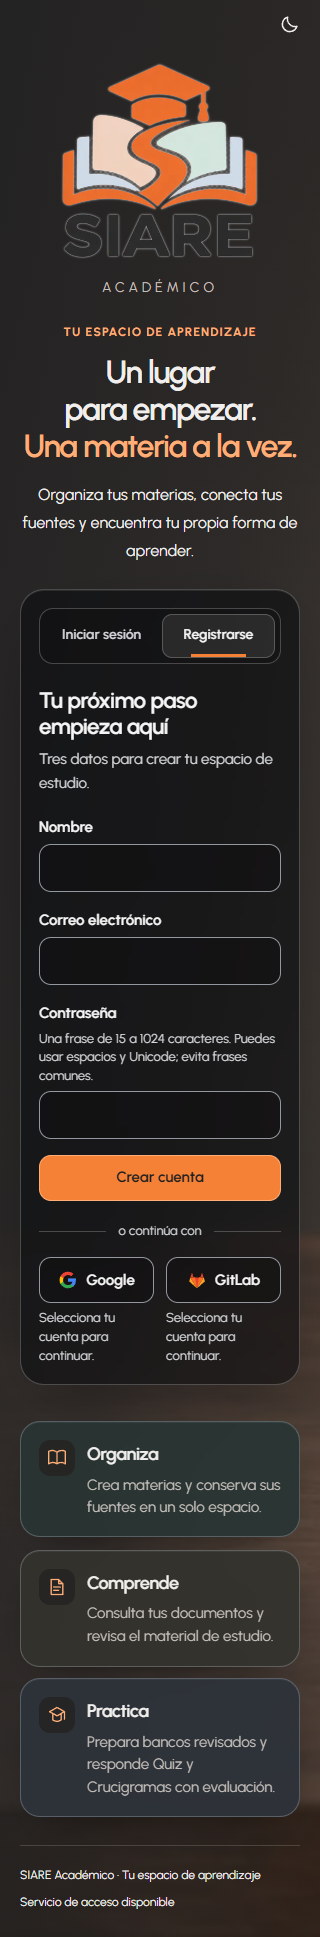 SIARE
ACADÉMICO
TU ESPACIO DE APRENDIZAJE
Un lugar
para empezar.
Una materia a la vez.
Organiza tus materias, conecta tus
fuentes y encuentra tu propia forma de
aprender.
Iniciar sesión
Registrarse
Tu próximo paso
empieza aquí
Tres datos para crear tu espacio de
estudio.
Nombre
Correo electrónico
Contraseña
Una frase de 15 a 1024 caracteres. Puedes
usar espacios y Unicode; evita frases
comunes.
Crear cuenta
o continúa con
Google
GitLab
Selecciona tu
cuenta para
continuar.
Selecciona tu
cuenta para
continuar.
Organiza
Crea materias y conserva sus
fuentes en un solo espacio.
Comprende
Consulta tus documentos y
revisa el material de estudio.
Practica
Prepara bancos revisados y
responde Quiz y
Crucigramas con evaluación.
SIARE Académico · Tu espacio de aprendizaje
Servicio de acceso disponible